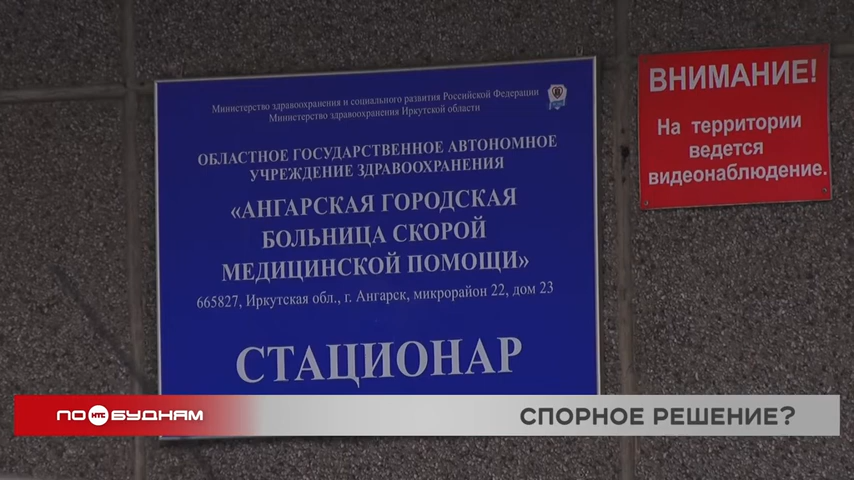 Министерство здравоохранения и социального развития Российской Федерации
Министерство здравоохранения Иркутской области
ОБЛАСТНОЕ ГОСУДАРСТВЕННОЕ АВТОНОМНОЕ
УЧРЕЖДЕНИЕ ЗДРАВООХРАНЕНИЯ
«АНГАРСКАЯ ГОРОДСКАЯ
БОЛЬНИЦА СКОРОЙ
МЕДИЦИНСКОЙ ПОМОЩИ»
665827, Иркутская обл., г. Ангарск, микрорайон 22, дом 23
СТАЦИОНАР
ВНИМАНИЕ!
На территории
ведется
видеонаблюдение.
ПО НТС БУДНЯМ
СПОРНОЕ РЕШЕНИЕ?